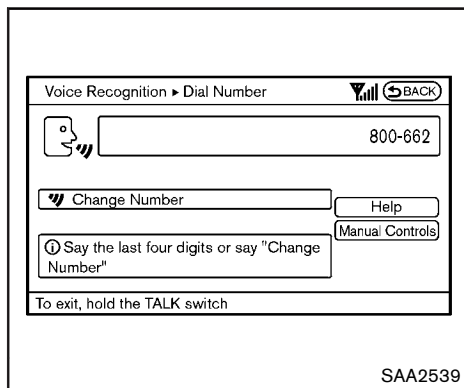 Voice Recognition ▸ Dial Number
BACK
800-662
Change Number
Help
Manual Controls
Say the last four digits or say "Change
Number"
To exit, hold the TALK switch
SAA2539